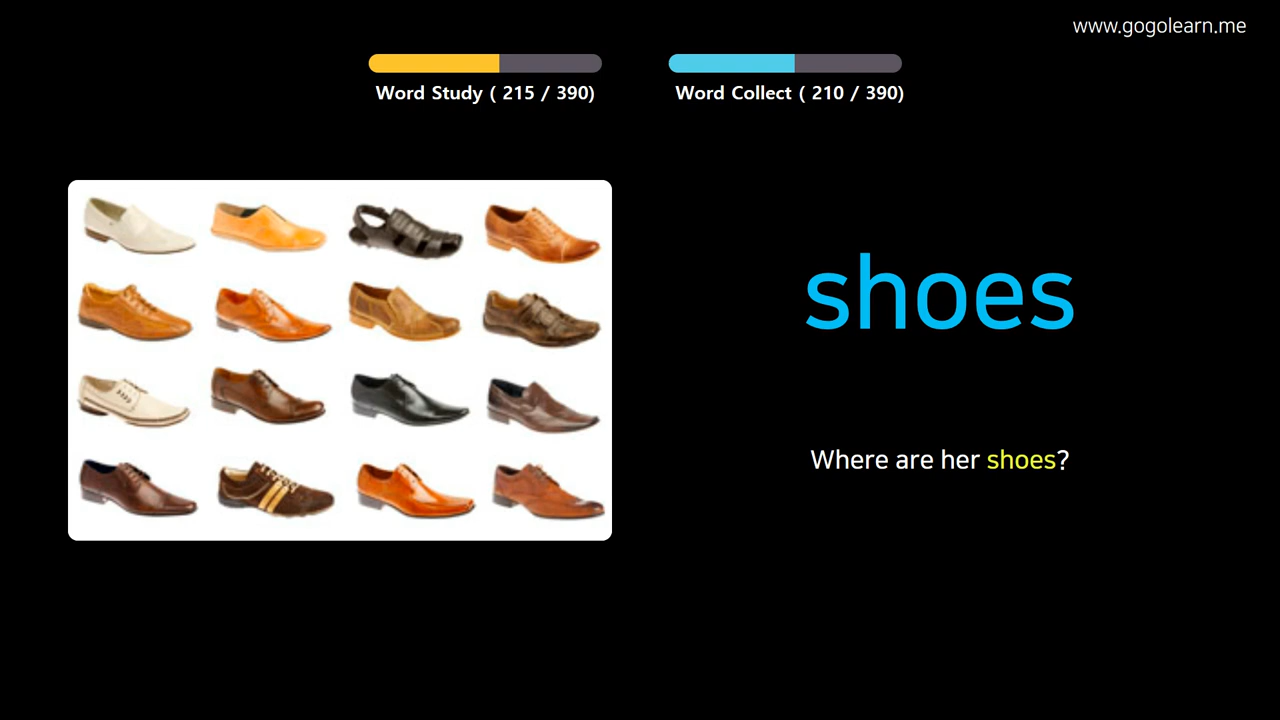 www.gogolearn.me
Word Study ( 215 / 390)
Word Collect ( 210 / 390)
shoes
Where are her shoes?